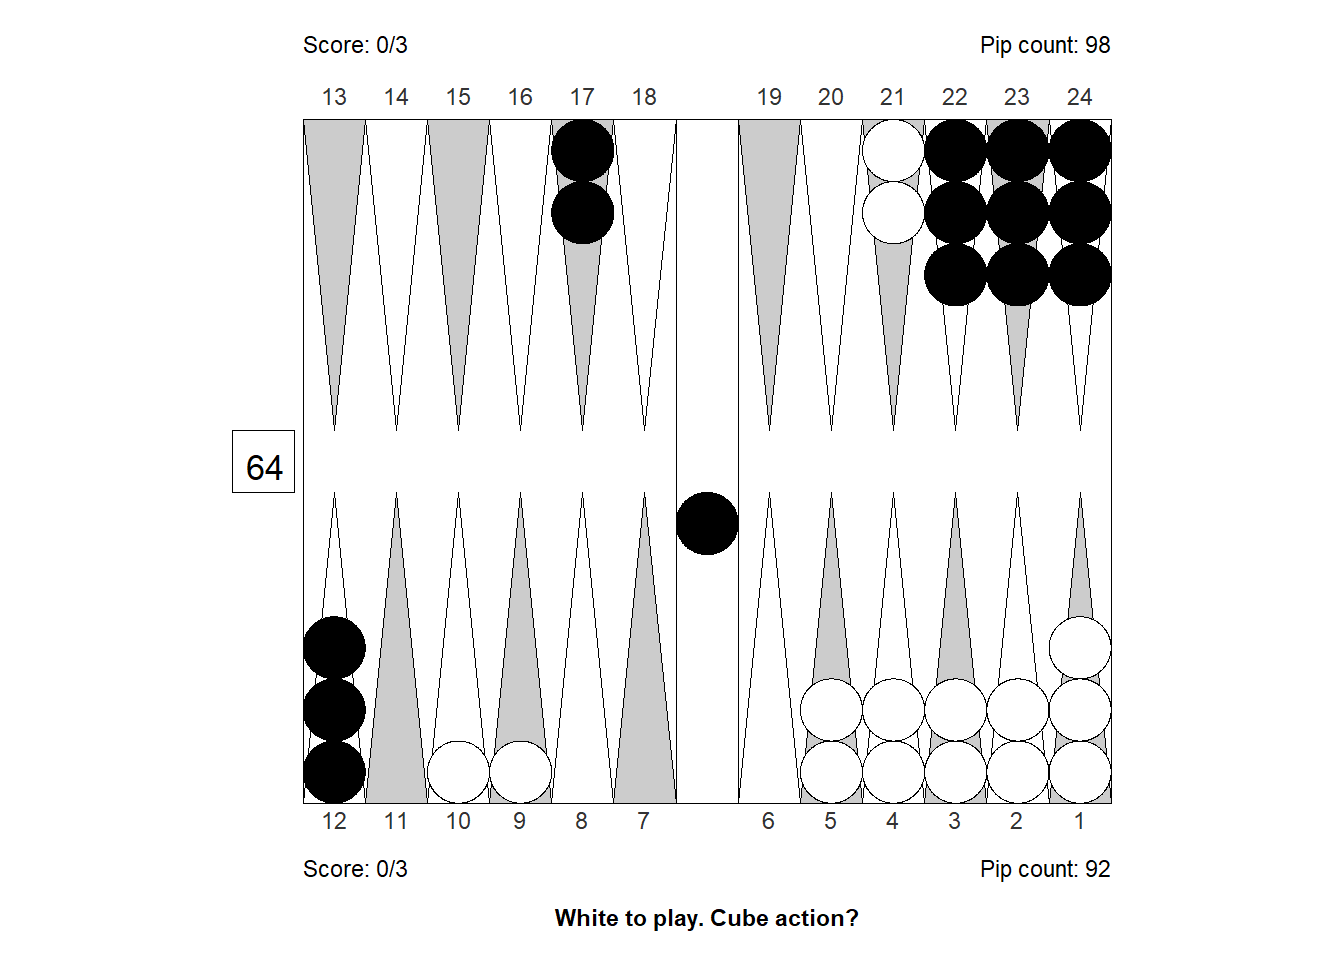 Score: 0/3 Pip count: 98
13 14 15 16 17 18 19 20 21 22 23 24
64
12 11 10 9 8 7 6 5 4 3 2 1
Score: 0/3 Pip count: 92
White to play. Cube action?